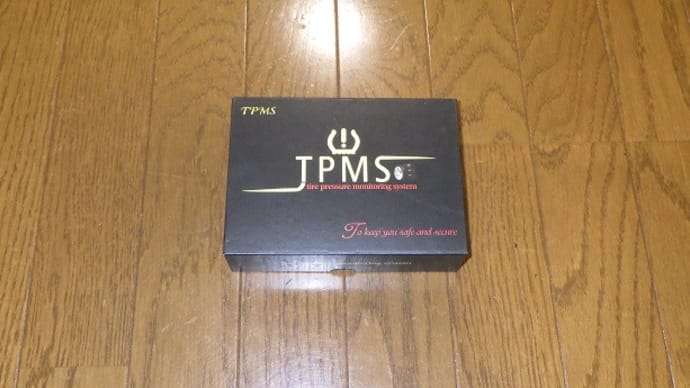 TPMS
TPMS
tire pressure monitoring system
To keep you safe and secure